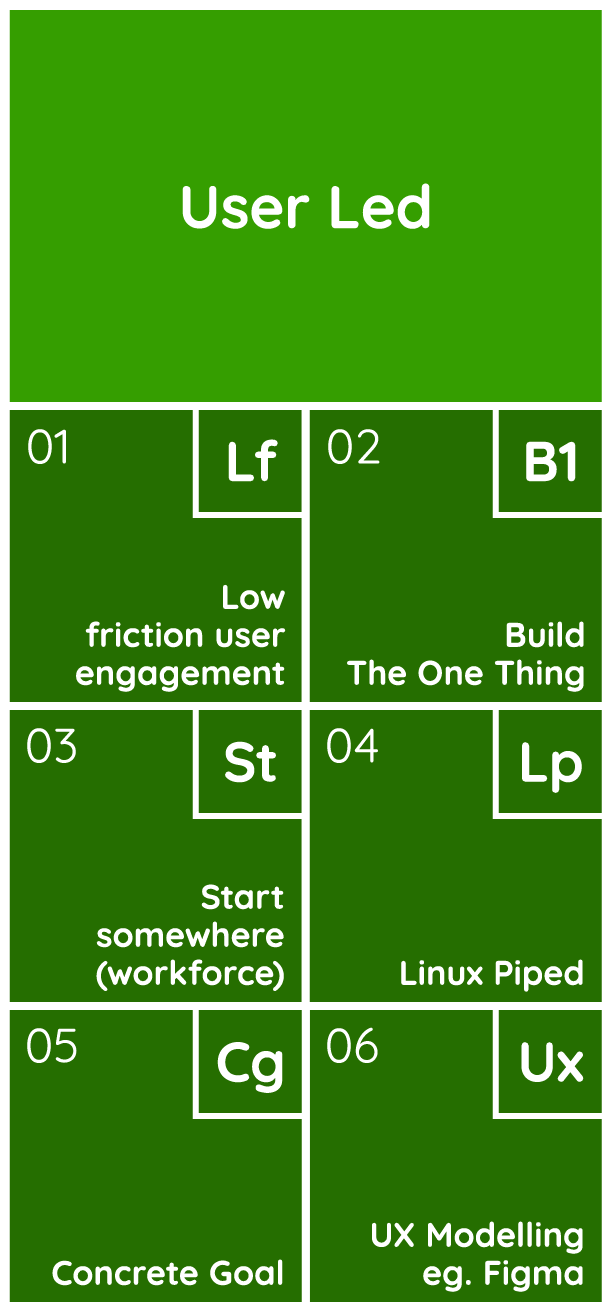 User Led
01
Lf
Low
friction user
engagement
02
B1
Build
The One Thing
03
St
Start
somewhere
(workforce)
04
Lp
Linux Piped
05
Cg
Concrete Goal
06
Ux
UX Modelling
eg. Figma